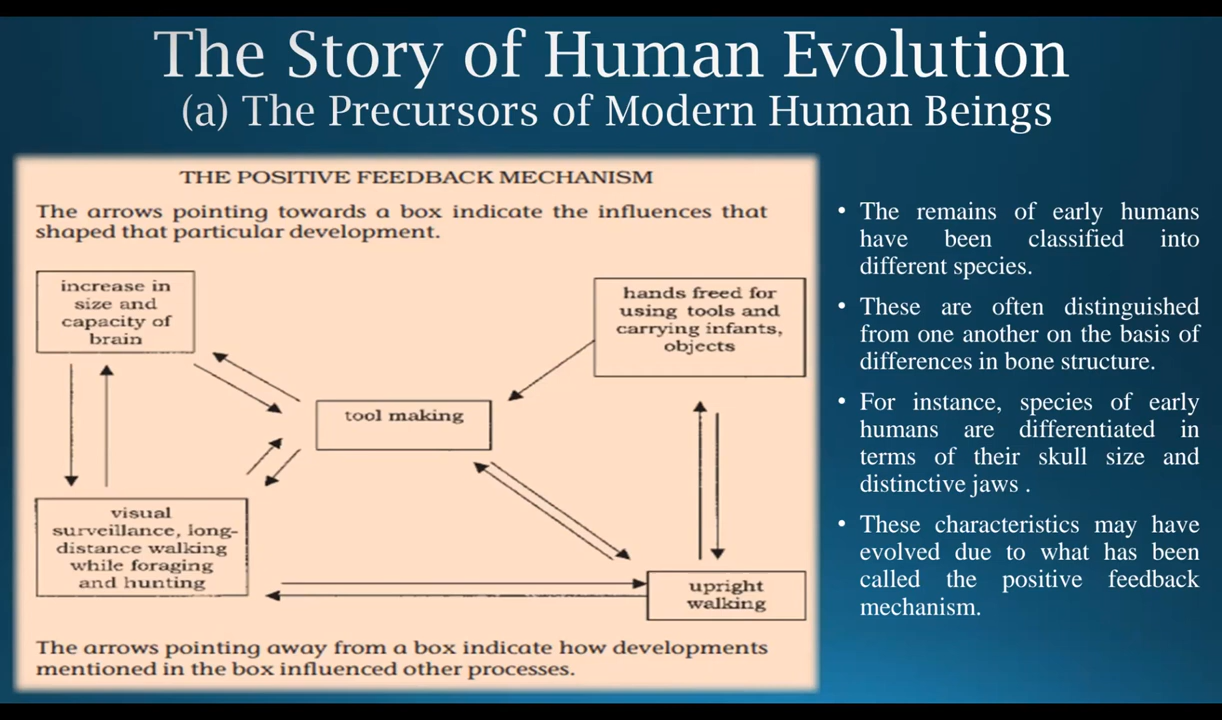 The Story of Human Evolution
(a) The Precursors of Modern Human Beings
THE POSITIVE FEEDBACK MECHANISM
The arrows pointing towards a box indicate the influences that
shaped that particular development.
increase in
size and
capacity of
brain
hands freed for
using tools and
carrying infants,
objects
tool making
visual
surveillance, long-
distance walking
while foraging
and hunting
upright
walking
The arrows pointing away from a box indicate how developments
mentioned in the box influenced other processes.
• The remains of early humans
have been classified into
different species.
• These are often distinguished
from one another on the basis of
differences in bone structure.
• For instance, species of early
humans are differentiated in
terms of their skull size and
distinctive jaws .
• These characteristics may have
evolved due to what has been
called the positive feedback
mechanism.